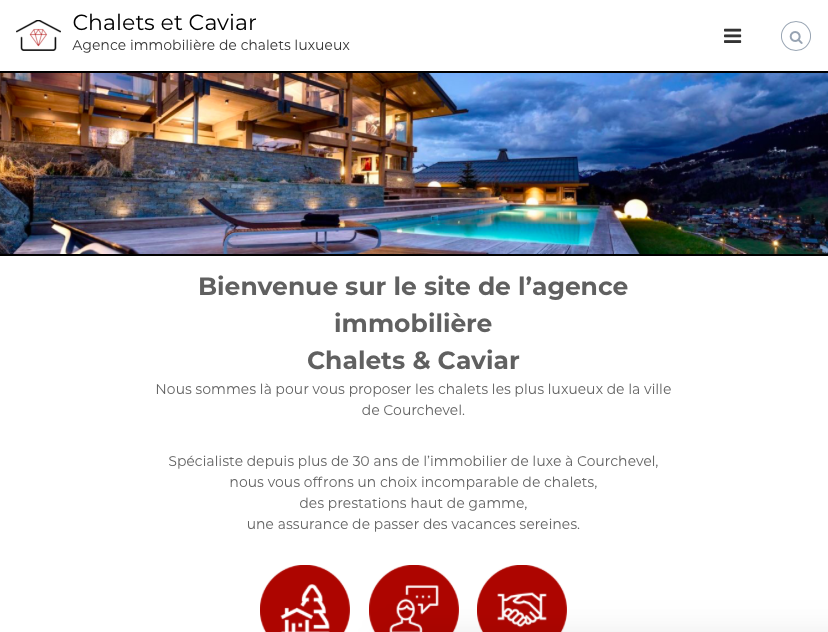 Chalets et Caviar
Agence immobilière de chalets luxueux
Bienvenue sur le site de l’agence
immobilière
Chalets & Caviar
Nous sommes là pour vous proposer les chalets les plus luxueux de la ville
de Courchevel.
Spécialiste depuis plus de 30 ans de l’immobilier de luxe à Courchevel,
nous vous offrons un choix incomparable de chalets,
des prestations haut de gamme,
une assurance de passer des vacances sereines.